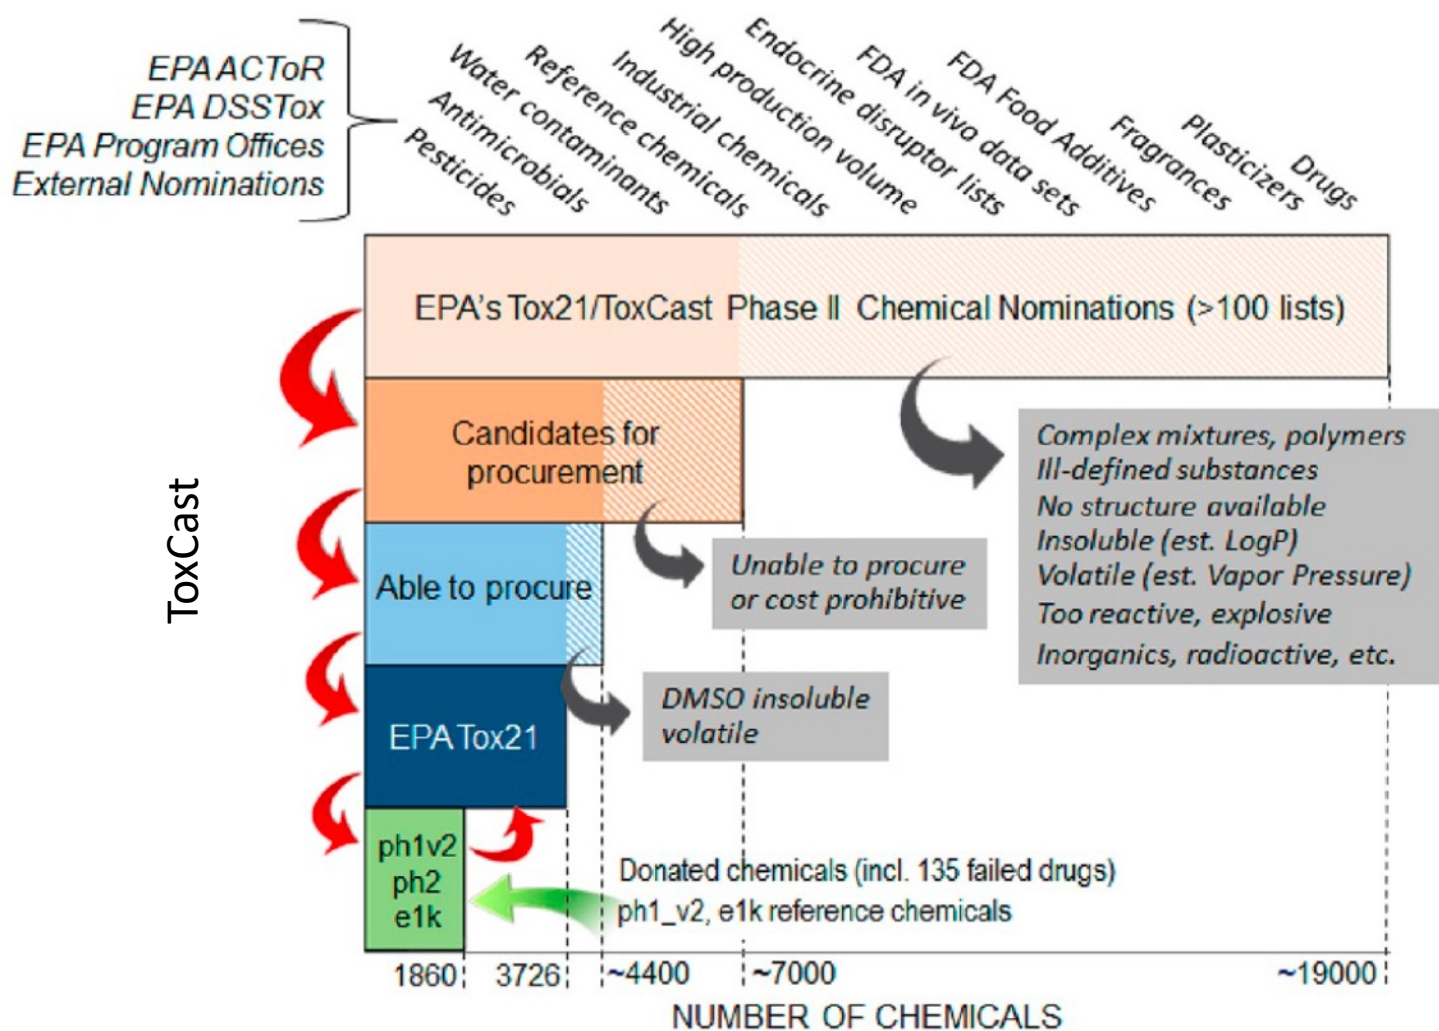 EPA ACToR
EPA DSSTox
EPA Program Offices
External Nominations
Pesticides
Antimicrobials
Water contaminants
Reference chemicals
Industrial chemicals
High production volume
Endocrine disruptor lists
FDA in vivo data sets
FDA Food Additives
Fragrances
Plasticizers
Drugs
ToxCast
EPA's Tox21/ToxCast Phase II Chemical Nominations (>100 lists)
Candidates for
procurement
Complex mixtures, polymers
Ill-defined substances
No structure available
Insoluble (est. LogP)
Volatile (est. Vapor Pressure)
Too reactive, explosive
Inorganics, radioactive, etc.
Able to procure
Unable to procure
or cost prohibitive
EPA Tox21
DMSO insoluble
volatile
ph1v2
ph2
e1k
Donated chemicals (incl. 135 failed drugs)
ph1_v2, e1k reference chemicals
1860
3726
~4400
~7000
~19000
NUMBER OF CHEMICALS